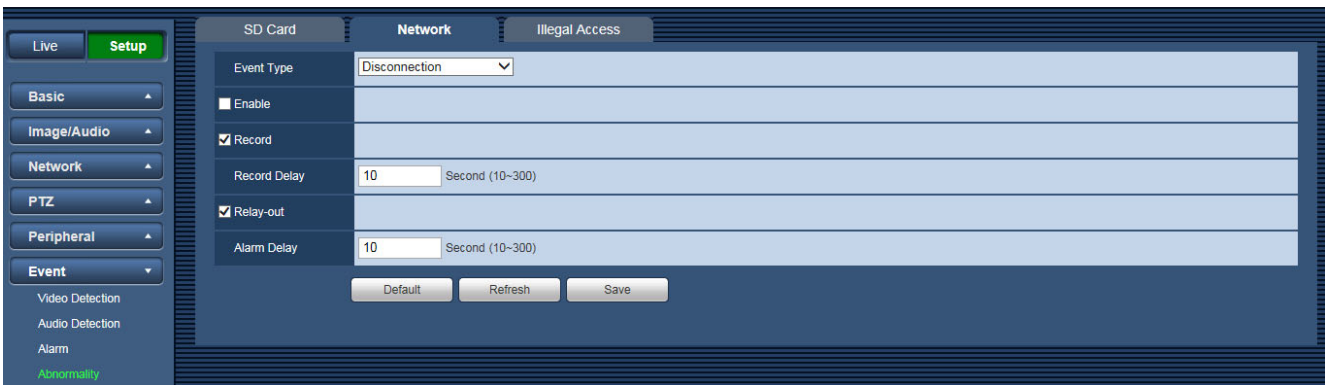 Live Setup
Basic
Image/Audio
Network
PTZ
Peripheral
Event
Video Detection
Audio Detection
Alarm
Abnormality
SD Card Network Illegal Access
Event Type Disconnection
Enable
Record
Record Delay 10 Second (10~300)
Relay-out
Alarm Delay 10 Second (10~300)
Default Refresh Save